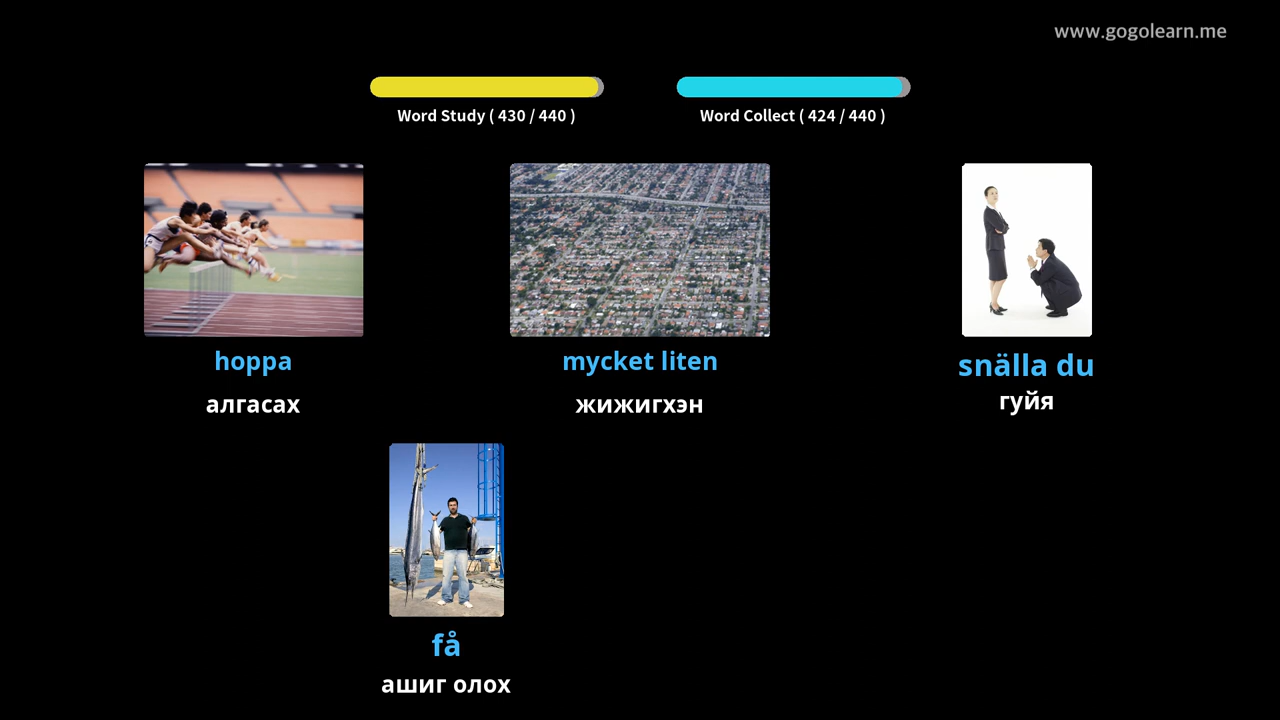 www.gogolearn.me
Word Study ( 430 / 440 )
Word Collect ( 424 / 440 )
hoppa
алгасах
mycket liten
жижигхэн
snälla du
гуйя
få
ашиг олох